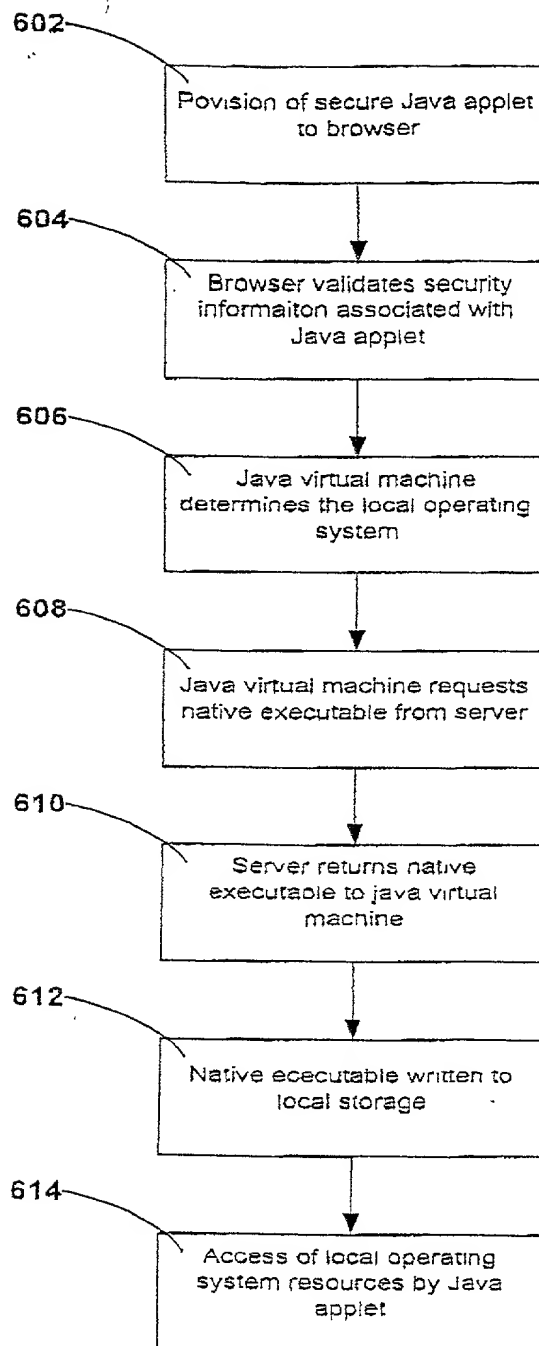 602
Povision of secure Java applet
to browser
604
Browser validates security
informaiton associated with
Java applet
606
Java virtual machine
determines the local operating
system
608
Java virtual machine requests
native executable from server
610
Server returns native
executable to java virtual
machine
612
Native ececutable written to
local storage
614
Access of local operating
system resources by Java
applet